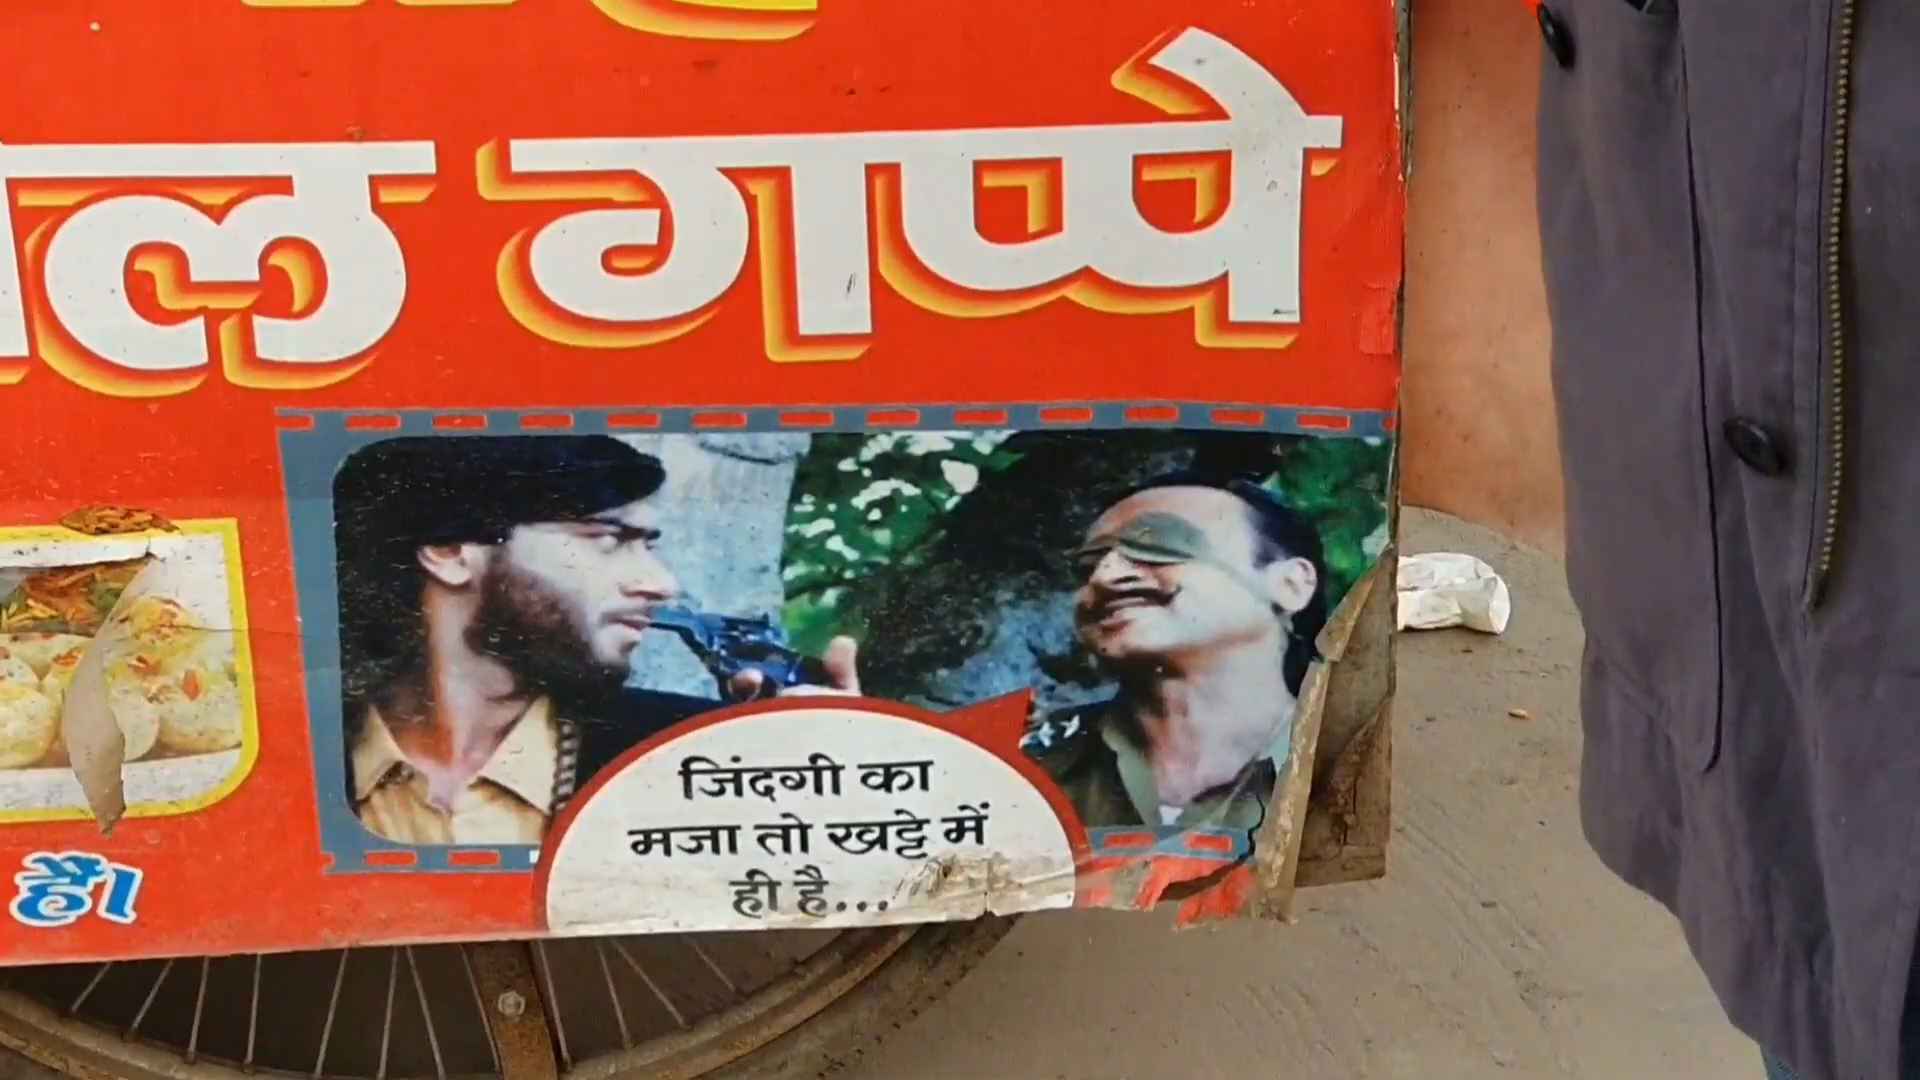 गप्पे
जिंदगी का
मजा तो खट्टे में
ही है...
हैं।